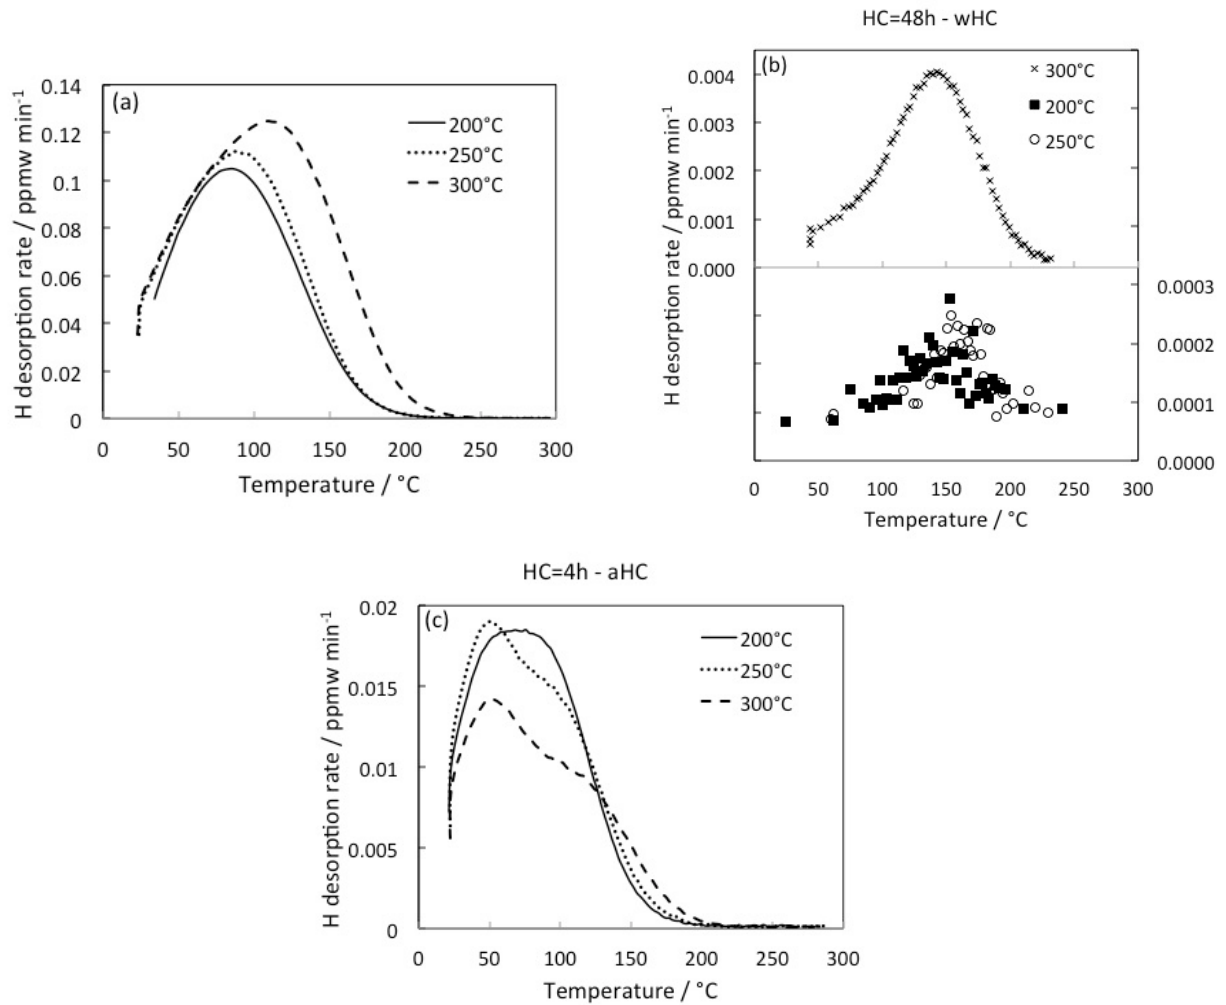 HC=48h - wHC
(a)
H desorption rate / ppmw min-1
0.14
0.12
0.1
0.08
0.06
0.04
0.02
0
200°C
250°C
300°C
0 50 100 150 200 250 300
Temperature / °C
(b)
H desorption rate / ppmw min-1
0.004
0.003
0.002
0.001
0.000
300°C
200°C
250°C
H desorption rate / ppmw min-1
0.0003
0.0002
0.0001
0.0000
0 50 100 150 200 250 300
Temperature / °C
HC=4h - aHC
(c)
H desorption rate / ppmw min-1
0.02
0.015
0.01
0.005
0
200°C
250°C
300°C
0 50 100 150 200 250 300
Temperature / °C